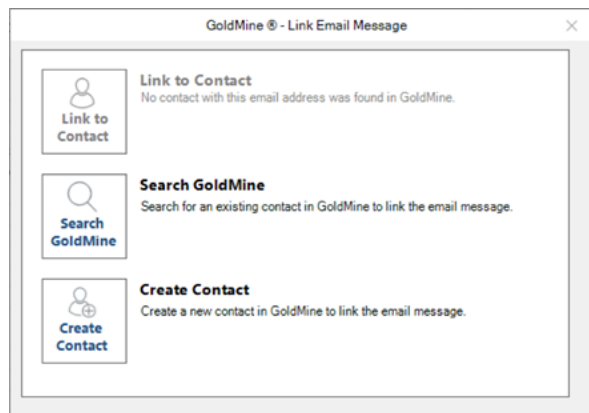 GoldMine ® - Link Email Message
Link to Contact
No contact with this email address was found in GoldMine.
Link to
Contact
Search GoldMine
Search for an existing contact in GoldMine to link the email message.
Search
GoldMine
Create Contact
Create a new contact in GoldMine to link the email message.
Create
Contact